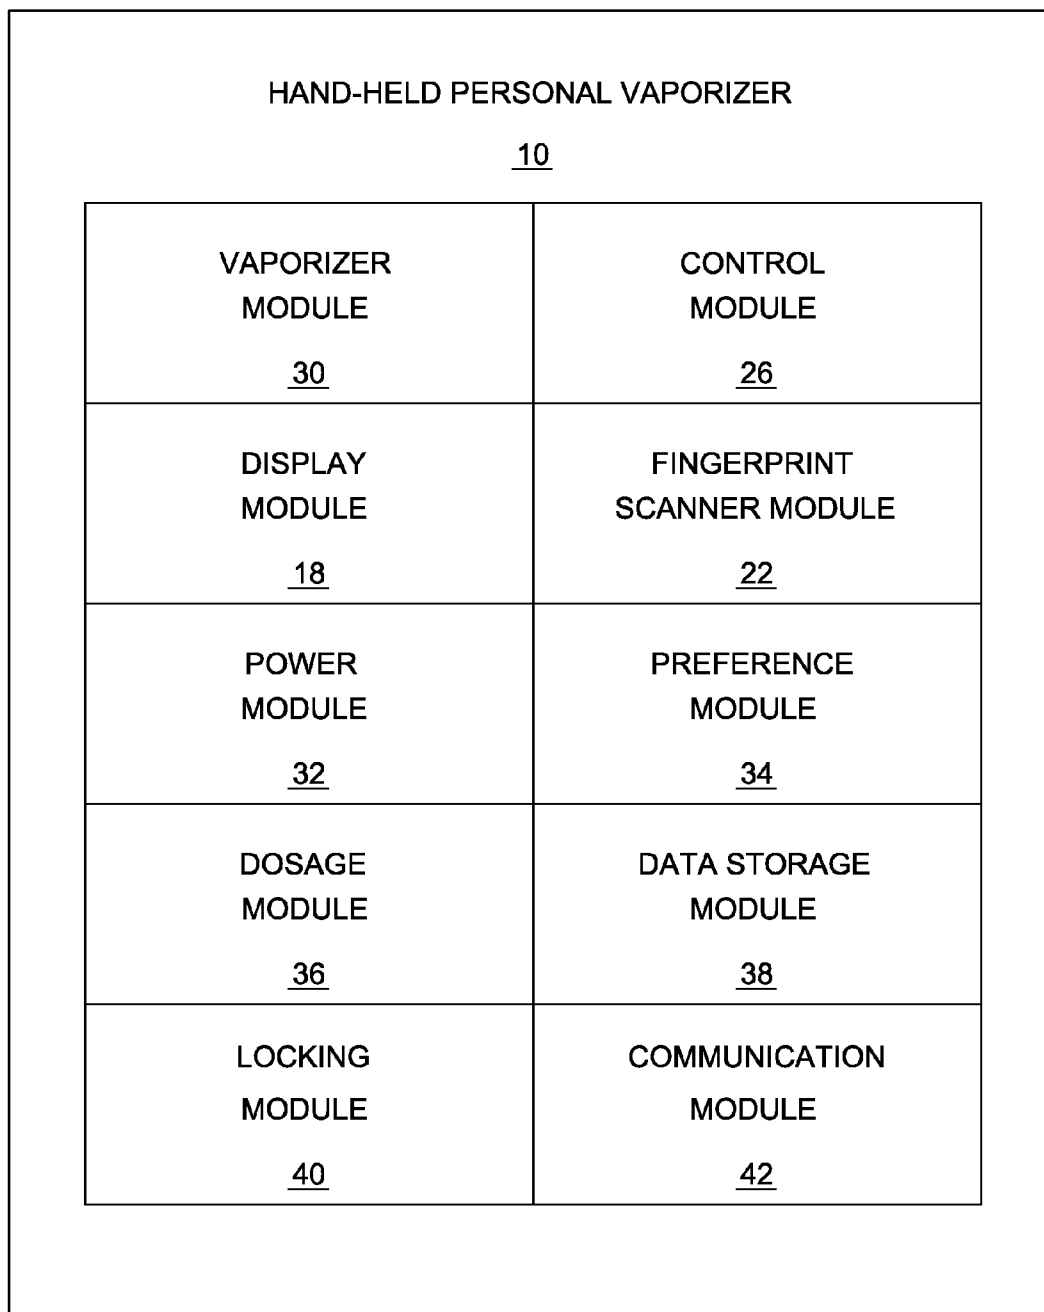 HAND-HELD PERSONAL VAPORIZER
10
VAPORIZER
MODULE
30
CONTROL
MODULE
26
DISPLAY
MODULE
18
FINGERPRINT
SCANNER MODULE
22
POWER
MODULE
32
PREFERENCE
MODULE
34
DOSAGE
MODULE
36
DATA STORAGE
MODULE
38
LOCKING
MODULE
40
COMMUNICATION
MODULE
42